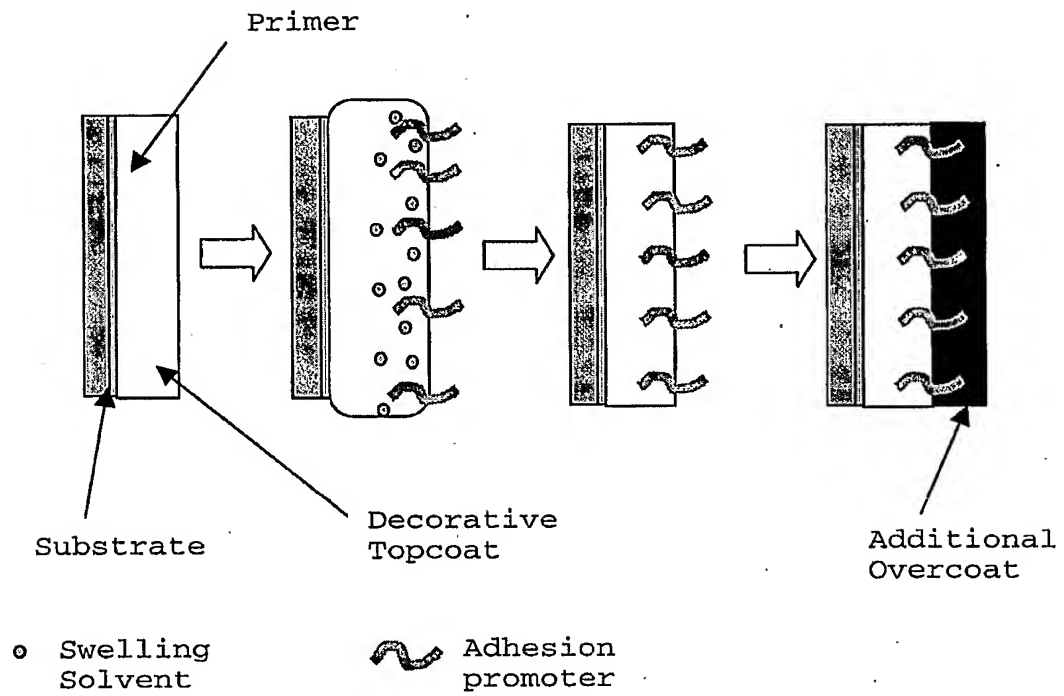 Primer
Substrate
Decorative
Topcoat
Additional
Overcoat
Swelling
Solvent
Adhesion
promoter